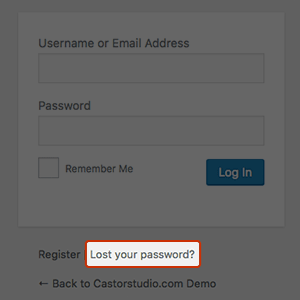 Username or Email Address
Password
Remember Me
Log In
Register Lost your password?
← Back to Castorstudio.com Demo